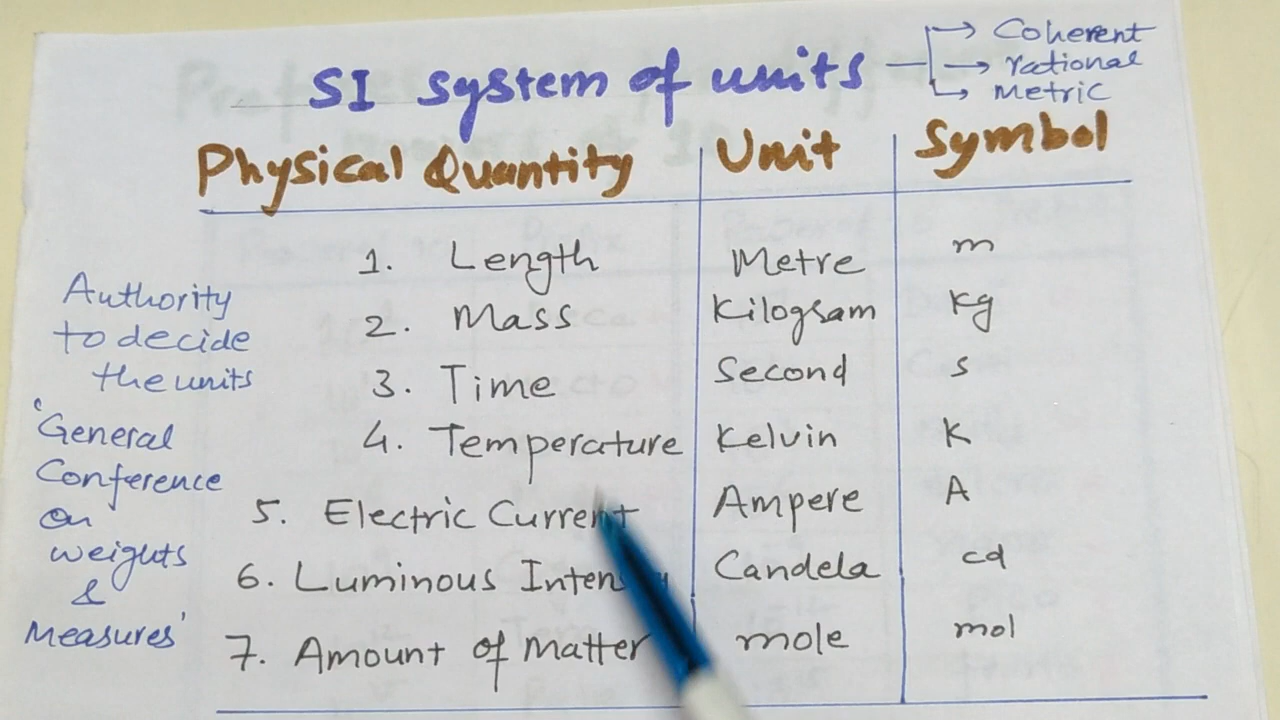 SI system of units
→ Coherent
→ rational
→ metric
Physical Quantity Unit Symbol
1. Length Metre m
2. Mass Kilogram kg
3. Time Second s
4. Temperature Kelvin K
5. Electric Current Ampere A
6. Luminous Intensity Candela cd
7. Amount of Matter mole mol
Authority
to decide
the units
'General
Conference
on
weights
&
Measures'